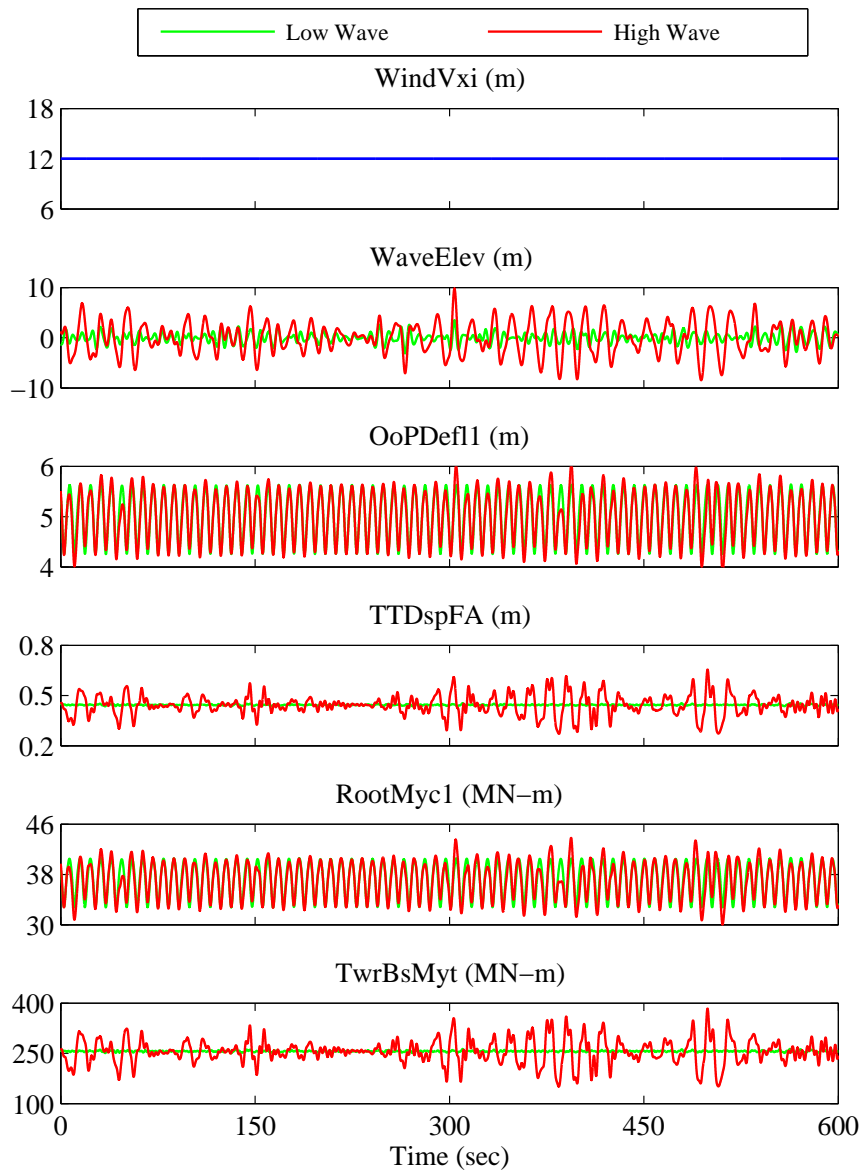 Low Wave High Wave
WindVxi (m)
18
12
6
WaveElev (m)
10
0
−10
OoPDefl1 (m)
6
5
4
TTDspFA (m)
0.8
0.5
0.2
RootMyc1 (MN−m)
46
38
30
TwrBsMyt (MN−m)
400
250
100
0 150 300 450 600
Time (sec)